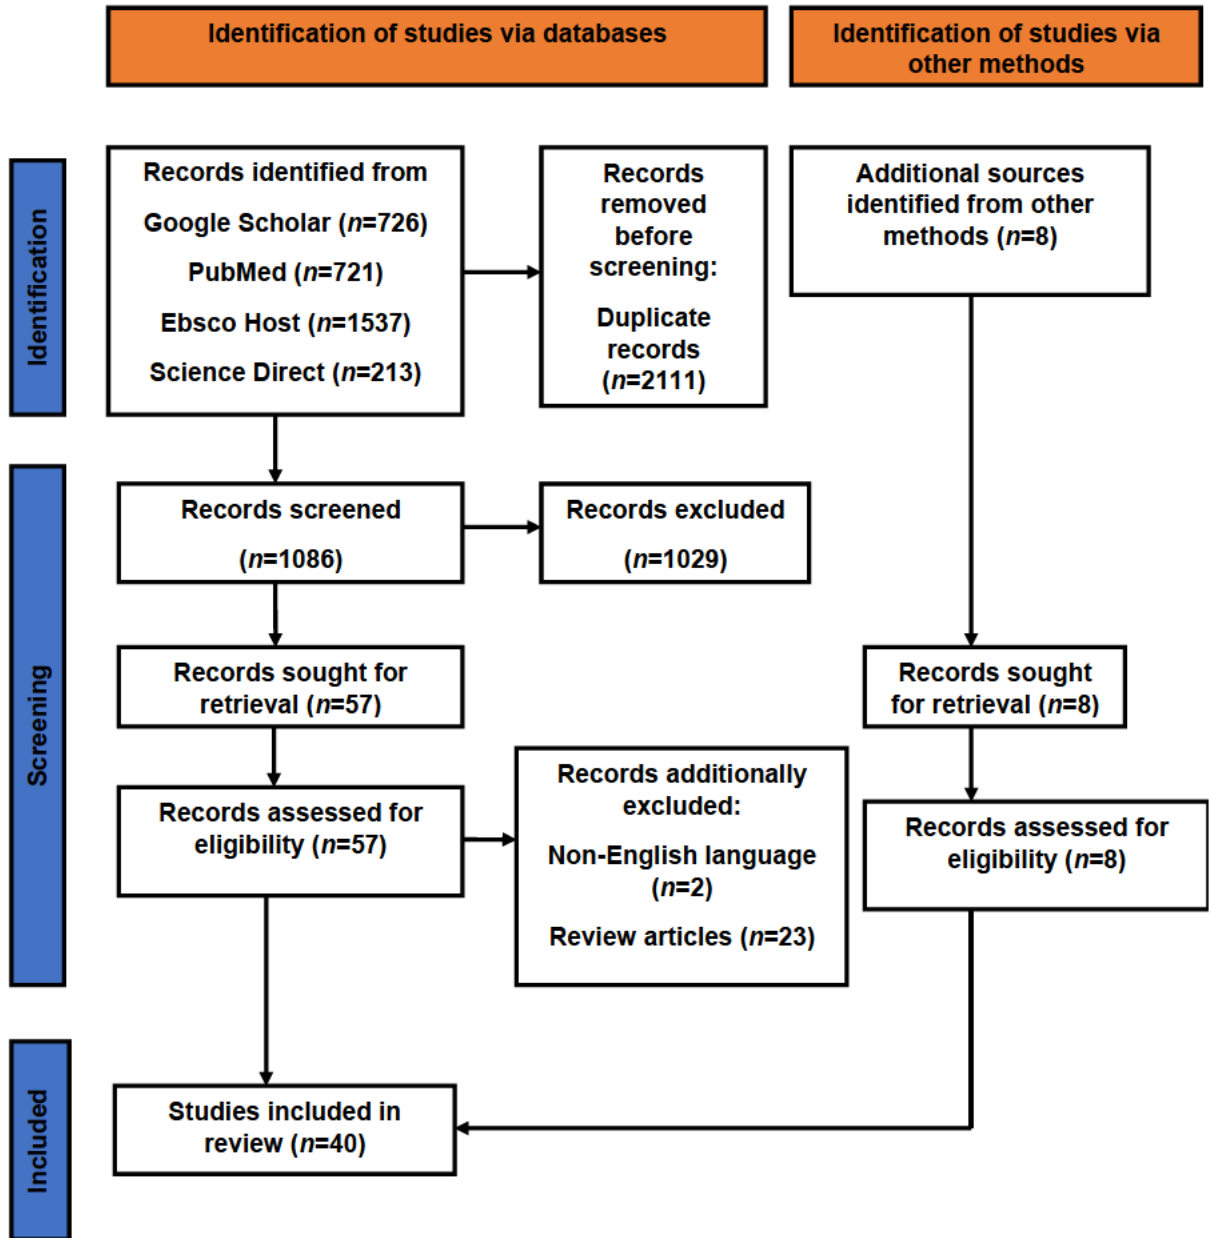 Identification of studies via databases
Identification of studies via
other methods
Identification
Records identified from
Google Scholar (n=726)
PubMed (n=721)
Ebsco Host (n=1537)
Science Direct (n=213)
Records
removed
before
screening:
Duplicate
records
(n=2111)
Additional sources
identified from other
methods (n=8)
Screening
Records screened
(n=1086)
Records excluded
(n=1029)
Records sought for
retrieval (n=57)
Records sought
for retrieval (n=8)
Records assessed for
eligibility (n=57)
Records additionally
excluded:
Non-English language
(n=2)
Review articles (n=23)
Records assessed for
eligibility (n=8)
Included
Studies included in
review (n=40)